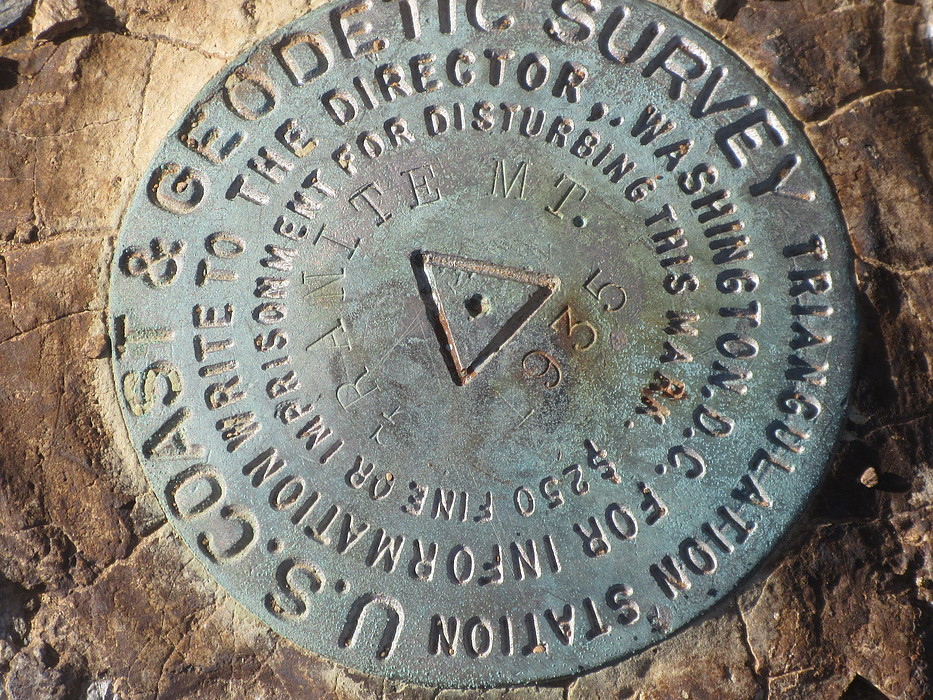 U.S. COAST & GEODETIC SURVEY
TRIANGULATION STATION
FOR INFORMATION WRITE TO THE DIRECTOR, WASHINGTON, D.C.
$250 FINE OR IMPRISONMENT FOR DISTURBING THIS MARK.
GRANITE MT.
1935